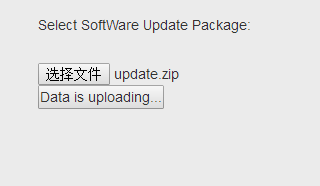 Select SoftWare Update Package:
选择文件 update.zip
Data is uploading...